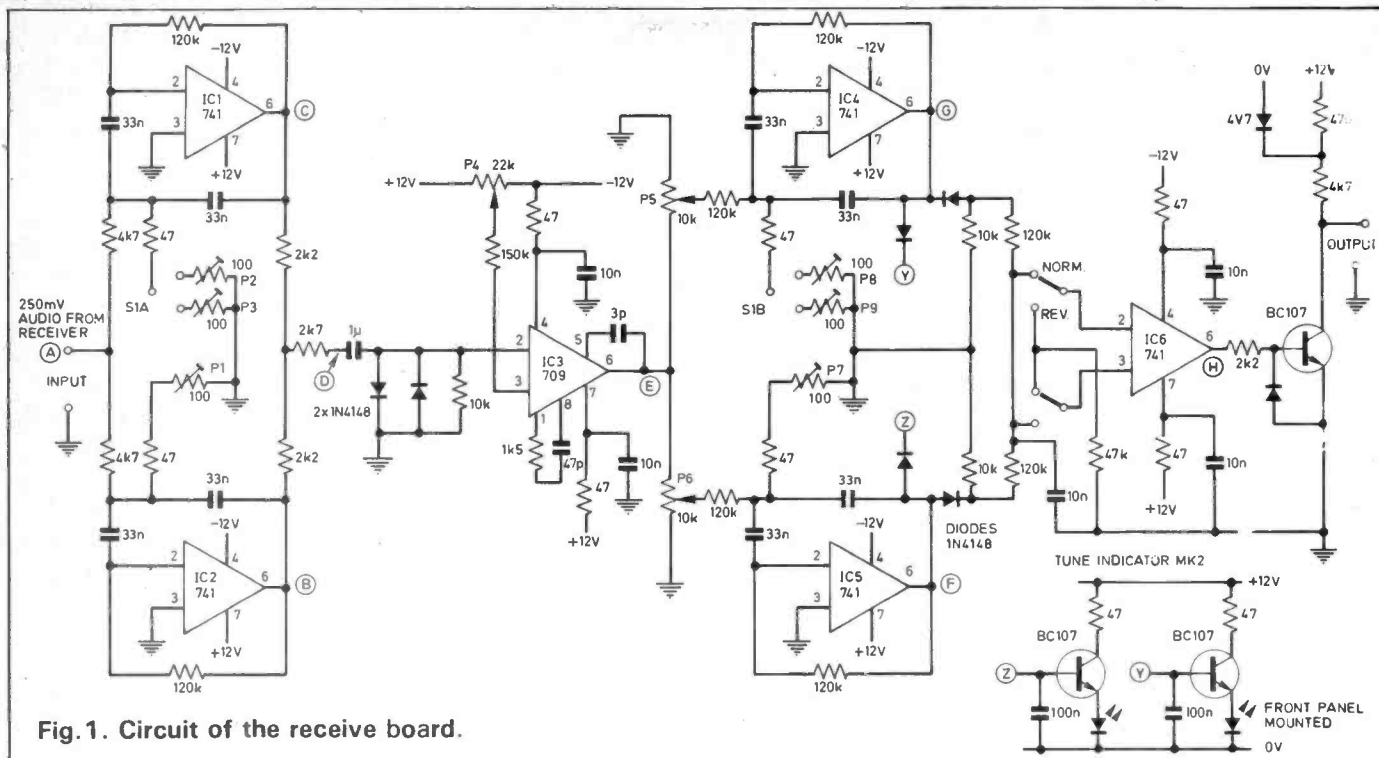 120k
-12V
2
4
IC1
741
6
C
33n
3
7
+12V
33n
4k7
47
2k2
100
P2
S1A
P3
100
250mV
AUDIO FROM
RECEIVER
A
INPUT
P1
100
2k7
1µ
D
4k7
47
2k2
33n
33n
-12V
2
4
IC2
741
6
B
3
7
+12V
120k
2 x 1N4148
10k
+12V
P4
22k
-12V
47
150k
10n
3p
2
4
5
IC3
709
6
E
3
7
1
8
1k5
47p
10n
47
+12V
P5
10k
120k
P6
10k
120k
120k
-12V
2
4
IC4
741
6
G
33n
3
7
+12V
33n
47
Y
10k
120k
100
P8
S1B
P9
100
P7
100
47
Z
10k
120k
33n
33n
DIODES
1N4148
-12V
2
4
IC5
741
6
F
3
7
+12V
120k
NORM.
REV.
47k
10n
-12V
47
10n
2
4
IC6
741
6
H
3
7
47
10n
+12V
2k2
BC107
0V
+12V
4V7
4k7
OUTPUT
TUNE INDICATOR MK2
+12V
47
47
BC107
BC107
Z
Y
100n
100n
FRONT PANEL
MOUNTED
0V
Fig.1. Circuit of the receive board.